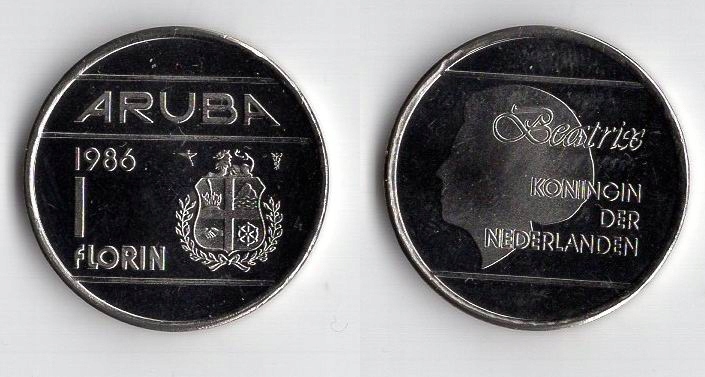 ARUBA
1986
1
FLORIN
Beatrix
KONINGIN
DER
NEDERLANDEN